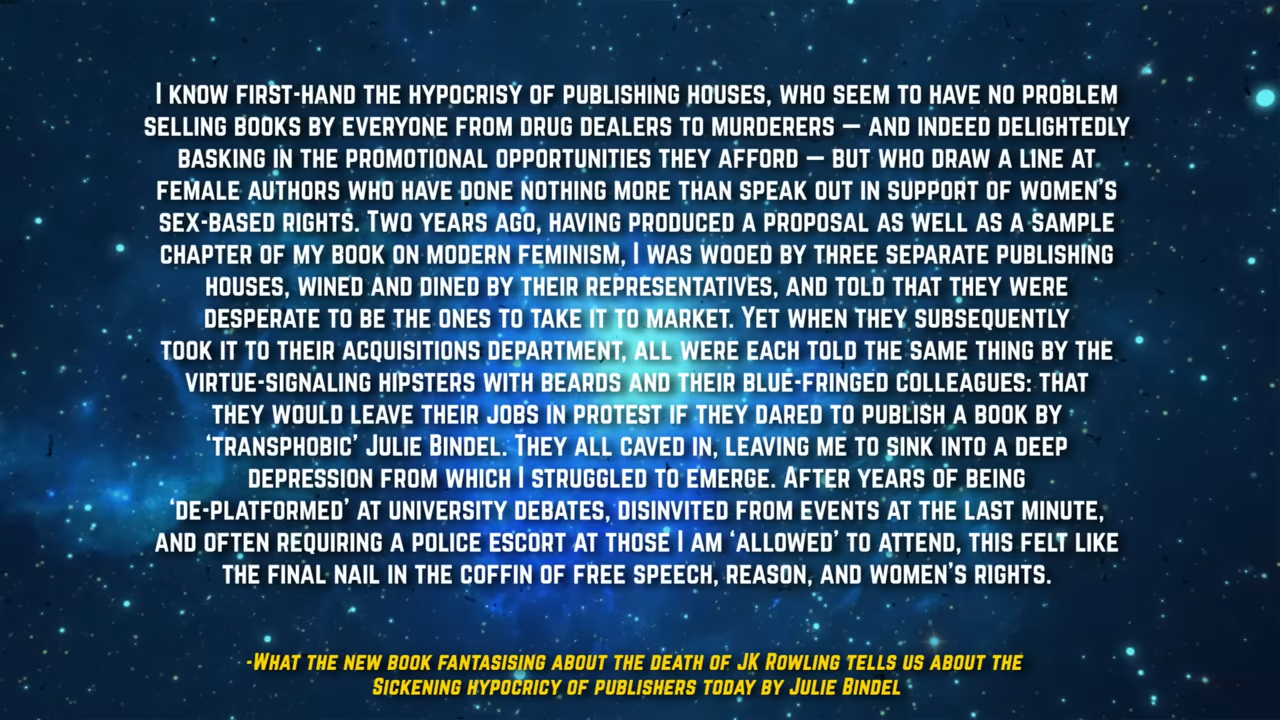 I KNOW FIRST-HAND THE HYPOCRISY OF PUBLISHING HOUSES, WHO SEEM TO HAVE NO PROBLEM
SELLING BOOKS BY EVERYONE FROM DRUG DEALERS TO MURDERERS — AND INDEED DELIGHTEDLY
BASKING IN THE PROMOTIONAL OPPORTUNITIES THEY AFFORD — BUT WHO DRAW A LINE AT
FEMALE AUTHORS WHO HAVE DONE NOTHING MORE THAN SPEAK OUT IN SUPPORT OF WOMEN'S
SEX-BASED RIGHTS. TWO YEARS AGO, HAVING PRODUCED A PROPOSAL AS WELL AS A SAMPLE
CHAPTER OF MY BOOK ON MODERN FEMINISM, I WAS WOOED BY THREE SEPARATE PUBLISHING
HOUSES, WINED AND DINED BY THEIR REPRESENTATIVES, AND TOLD THAT THEY WERE
DESPERATE TO BE THE ONES TO TAKE IT TO MARKET. YET WHEN THEY SUBSEQUENTLY
TOOK IT TO THEIR ACQUISITIONS DEPARTMENT, ALL WERE EACH TOLD THE SAME THING BY THE
VIRTUE-SIGNALING HIPSTERS WITH BEARDS AND THEIR BLUE-FRINGED COLLEAGUES: THAT
THEY WOULD LEAVE THEIR JOBS IN PROTEST IF THEY DARED TO PUBLISH A BOOK BY
'TRANSPHOBIC' JULIE BINDEL. THEY ALL CAVED IN, LEAVING ME TO SINK INTO A DEEP
DEPRESSION FROM WHICH I STRUGGLED TO EMERGE. AFTER YEARS OF BEING
'DE-PLATFORMED' AT UNIVERSITY DEBATES, DISINVITED FROM EVENTS AT THE LAST MINUTE,
AND OFTEN REQUIRING A POLICE ESCORT AT THOSE I AM 'ALLOWED' TO ATTEND, THIS FELT LIKE
THE FINAL NAIL IN THE COFFIN OF FREE SPEECH, REASON, AND WOMEN'S RIGHTS.
-WHAT THE NEW BOOK FANTASISING ABOUT THE DEATH OF JK ROWLING TELLS US ABOUT THE
SICKENING HYPOCRICY OF PUBLISHERS TODAY BY JULIE BINDEL